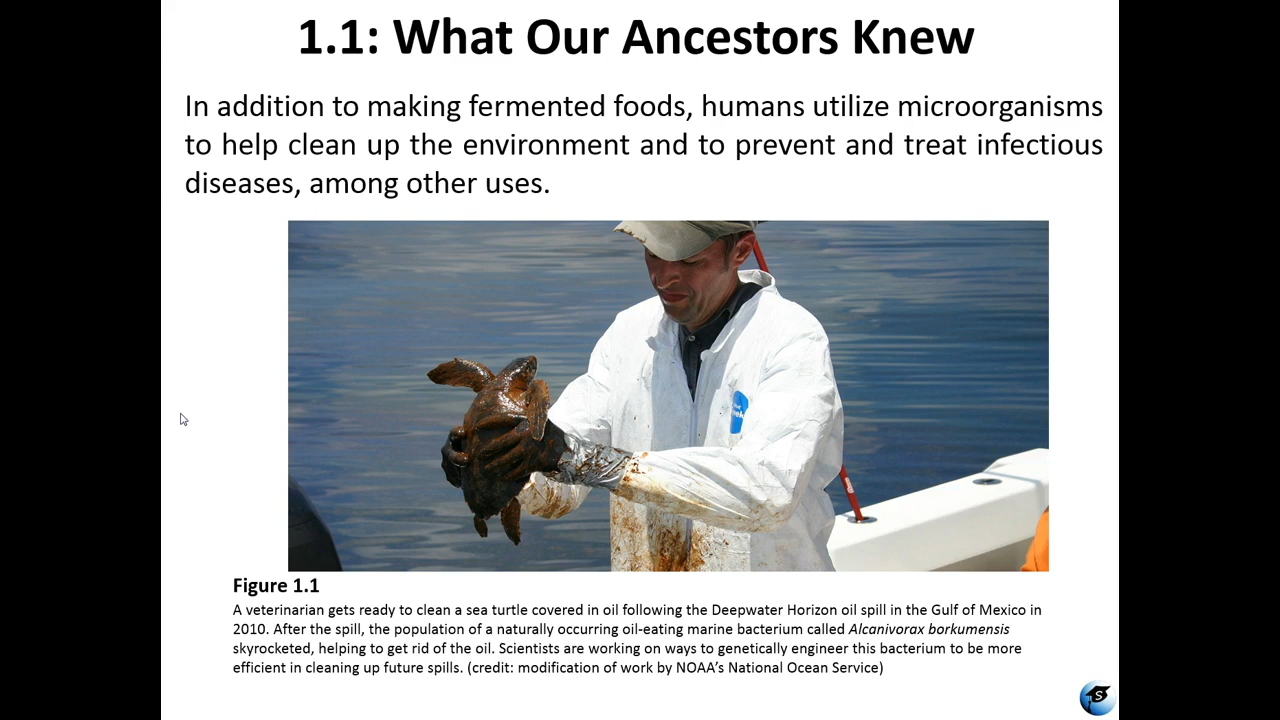 1.1: What Our Ancestors Knew
In addition to making fermented foods, humans utilize microorganisms
to help clean up the environment and to prevent and treat infectious
diseases, among other uses.
Figure 1.1
A veterinarian gets ready to clean a sea turtle covered in oil following the Deepwater Horizon oil spill in the Gulf of Mexico in
2010. After the spill, the population of a naturally occurring oil-eating marine bacterium called Alcanivorax borkumensis
skyrocketed, helping to get rid of the oil. Scientists are working on ways to genetically engineer this bacterium to be more
efficient in cleaning up future spills. (credit: modification of work by NOAA’s National Ocean Service)
S